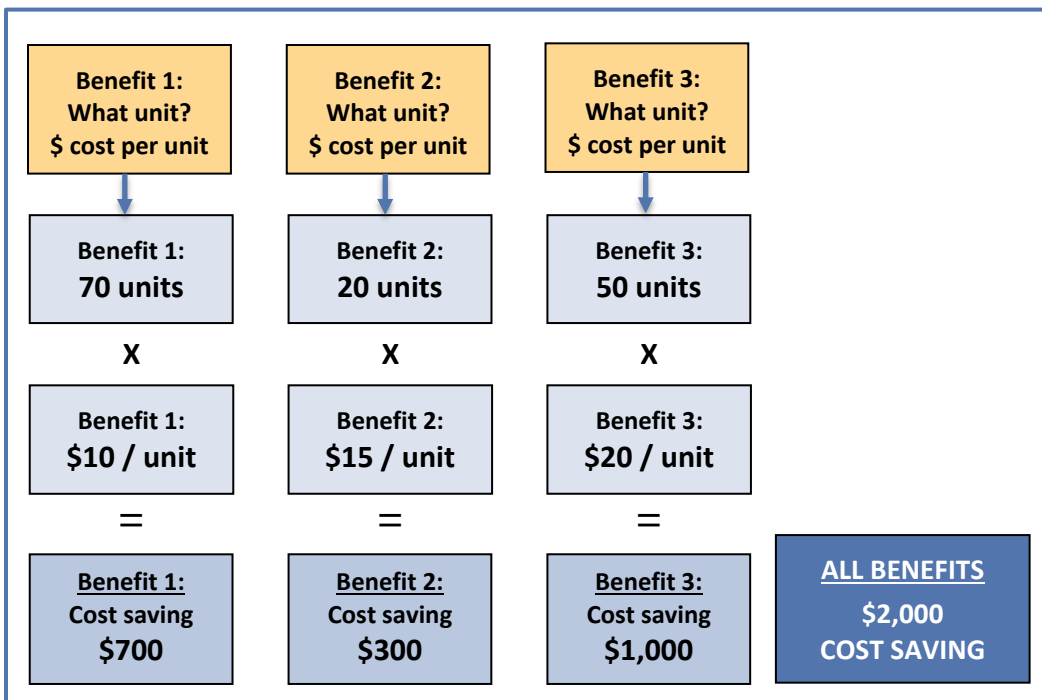 Benefit 1:
What unit?
$ cost per unit
Benefit 2:
What unit?
$ cost per unit
Benefit 3:
What unit?
$ cost per unit
Benefit 1:
70 units
Benefit 2:
20 units
Benefit 3:
50 units
X
X
X
Benefit 1:
$10 / unit
Benefit 2:
$15 / unit
Benefit 3:
$20 / unit
=
=
=
Benefit 1:
Cost saving
$700
Benefit 2:
Cost saving
$300
Benefit 3:
Cost saving
$1,000
ALL BENEFITS
$2,000
COST SAVING